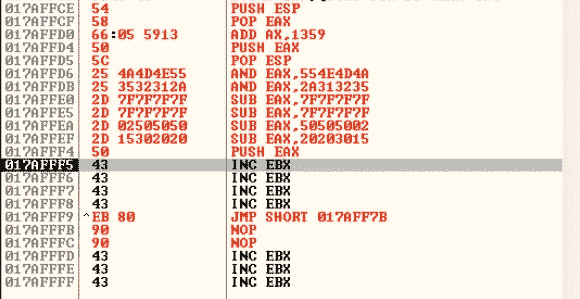 017AFFCE 54 PUSH ESP
017AFFCF 58 POP EAX
017AFFD0 66:05 5913 ADD AX,1359
017AFFD4 50 PUSH EAX
017AFFD5 5C POP ESP
017AFFD6 25 4A4D4E55 AND EAX,554E4D4A
017AFFDB 25 3532312A AND EAX,2A313235
017AFFE0 2D 7F7F7F7F SUB EAX,7F7F7F7F
017AFFE5 2D 7F7F7F7F SUB EAX,7F7F7F7F
017AFFEA 2D 02505050 SUB EAX,50505002
017AFFEF 2D 15302020 SUB EAX,20203015
017AFFF4 50 PUSH EAX
017AFFF5 43 INC EBX
017AFFF6 43 INC EBX
017AFFF7 43 INC EBX
017AFFF8 43 INC EBX
017AFFF9 ^EB 80 JMP SHORT 017AFF7B
017AFFFB 90 NOP
017AFFFC 90 NOP
017AFFFD 43 INC EBX
017AFFFE 43 INC EBX
017AFFFF 43 INC EBX